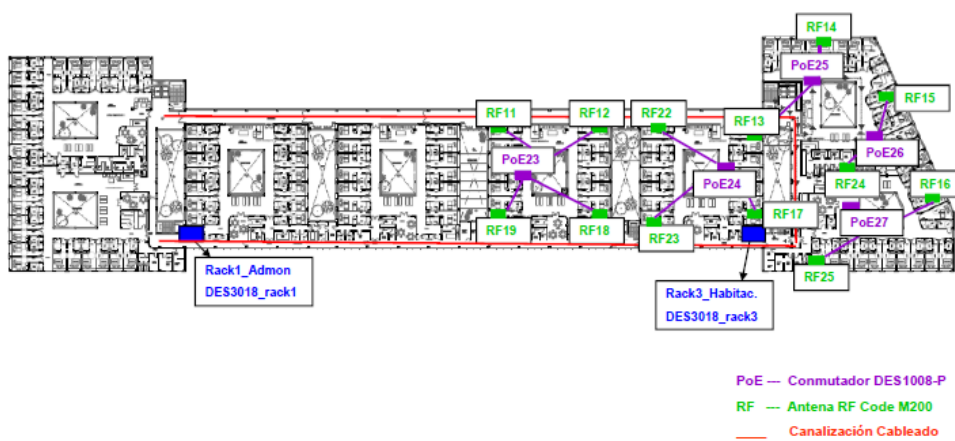 RF14
PoE25
RF15
RF11
RF12
RF22
RF13
PoE23
PoE26
PoE24
RF24
RF16
RF19
RF18
RF23
RF17
PoE27
RF25
Rack1_Admon
DES3018_rack1
Rack3_Habitac.
DES3018_rack3
PoE --- Conmutador DES1008-P
RF --- Antena RF Code M200
____ Canalización Cableado